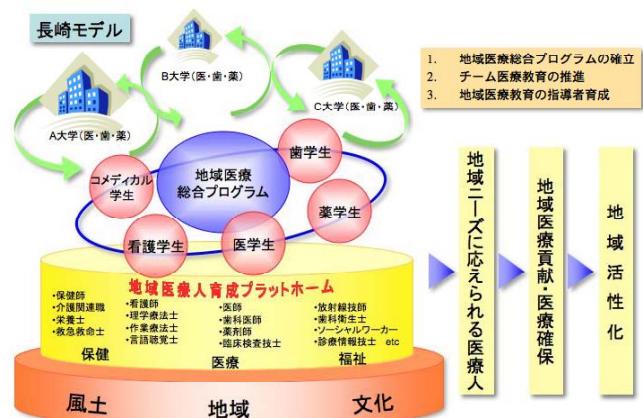 長崎モデル
B大学(医・歯・薬)
A大学(医・歯・薬)
C大学(医・歯・薬)
1. 地域医療総合プログラムの確立
2. チーム医療教育の推進
3. 地域医療教育の指導者育成
コメディカル
学生
地域医療
総合プログラム
歯学生
薬学生
看護学生
医学生
地域医療人育成プラットホーム
・保健師
・介護関連職
・栄養士
・救急救命士
・看護師
・理学療法士
・作業療法士
・言語聴覚士
・医師
・歯科医師
・薬剤師
・臨床検査技士
・放射線技師
・歯科衛生士
・ソーシャルワーカー
・診療情報技士 etc
保健
医療
福祉
風土
地域
文化
地域ニーズに応えられる医療人
地域医療貢献・医療確保
地域活性化